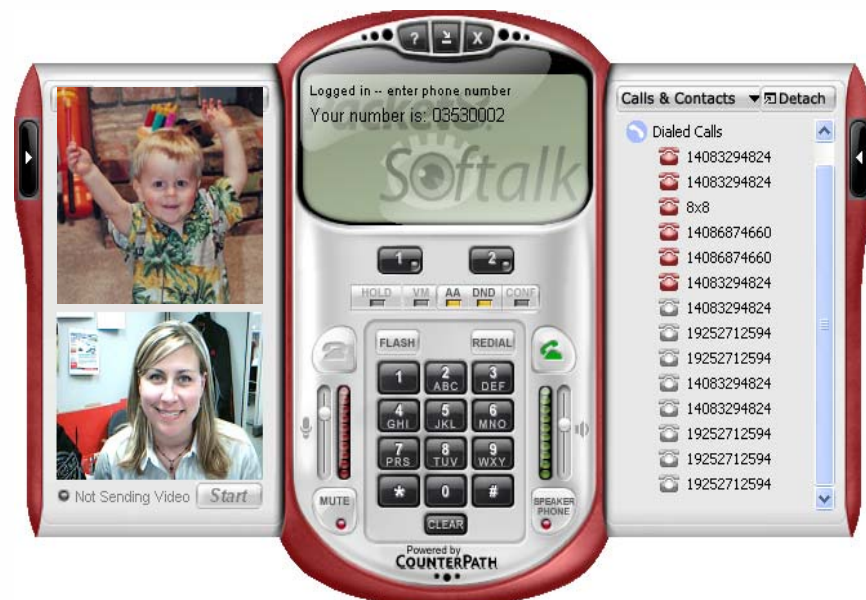 ?
X
Logged in -- enter phone number
Your number is: 03530002
Softalk
1
2
HOLD VM AA DND CONF
FLASH
REDIAL
1
2 ABC
3 DEF
4 GHI
5 JKL
6 MNO
7 PRS
8 TUV
9 WXY
*
0
#
MUTE
SPEAKER
PHONE
CLEAR
Powered by
COUNTERPATH
Not Sending Video
Start
Calls & Contacts
Detach
Dialed Calls
14083294824
14083294824
8x8
14086874660
14086874660
14083294824
14083294824
19252712594
19252712594
14083294824
14083294824
19252712594
19252712594
19252712594